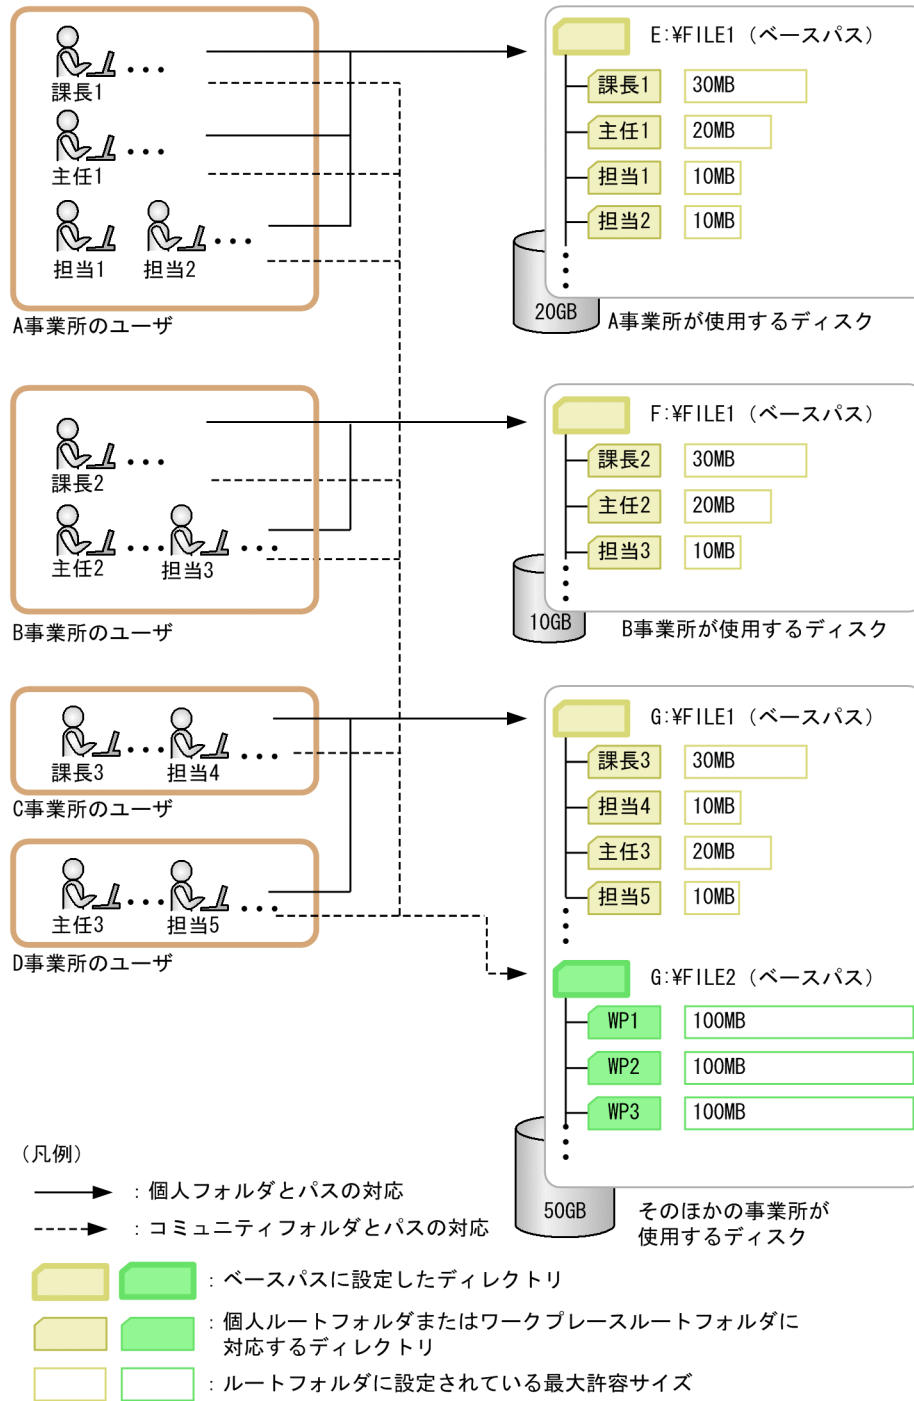 課長1
主任1
担当1 担当2
A事業所のユーザ
E:¥FILE1（ベースパス）
課長1 30MB
主任1 20MB
担当1 10MB
担当2 10MB
20GB
A事業所が使用するディスク
課長2
主任2 担当3
B事業所のユーザ
F:¥FILE1（ベースパス）
課長2 30MB
主任2 20MB
担当3 10MB
10GB
B事業所が使用するディスク
課長3 担当4
C事業所のユーザ
主任3 担当5
D事業所のユーザ
G:¥FILE1（ベースパス）
課長3 30MB
担当4 10MB
主任3 20MB
担当5 10MB
G:¥FILE2（ベースパス）
WP1 100MB
WP2 100MB
WP3 100MB
50GB
そのほかの事業所が
使用するディスク
（凡例）
：個人フォルダとパスの対応
：コミュニティフォルダとパスの対応
：ベースパスに設定したディレクトリ
：個人ルートフォルダまたはワークプレースルートフォルダに
対応するディレクトリ
：ルートフォルダに設定されている最大許容サイズ